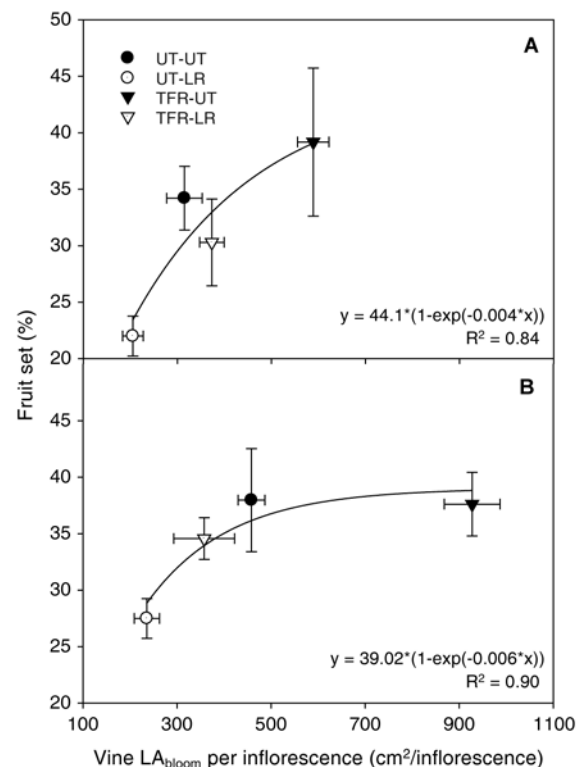 50
A
UT-UT
UT-LR
TFR-UT
TFR-LR
45
40
35
30
25
20
y = 44.1*(1-exp(-0.004*x))
R² = 0.84
Fruit set (%)
B
45
40
35
30
25
20
y = 39.02*(1-exp(-0.006*x))
R² = 0.90
100 300 500 700 900 1100
Vine LAbloom per inflorescence (cm²/inflorescence)